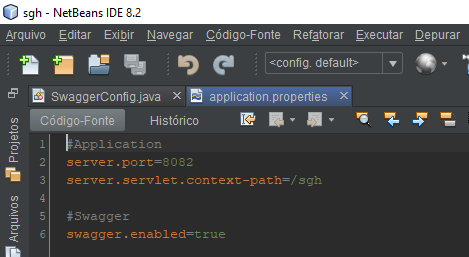 sgh - NetBeans IDE 8.2
Arquivo Editar Exibir Navegar Código-Fonte Refatorar Executar Depurar
<config. default>
SwaggerConfig.java application.properties
Código-Fonte Histórico
Projetos
Arquivos
1 #Application
2 server.port=8082
3 server.servlet.context-path=/sgh
4
5 #Swagger
6 swagger.enabled=true